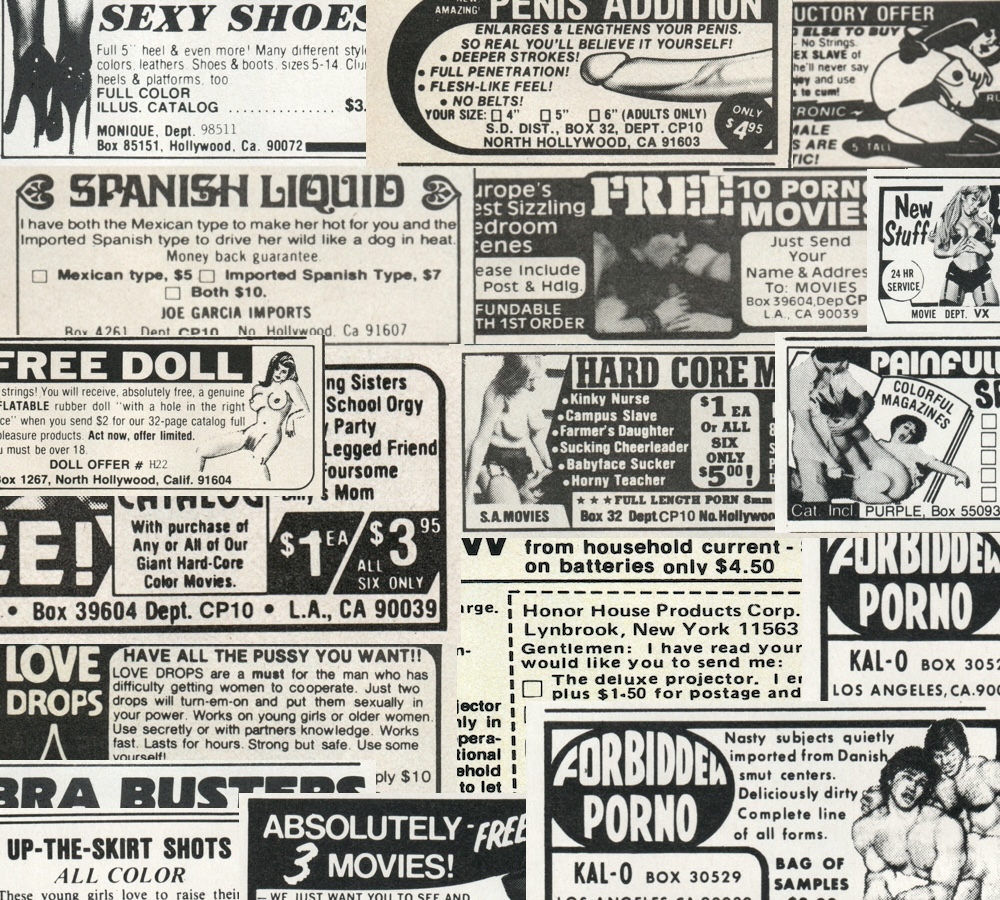 SEXY SHOES
Full 5" heel & even more! Many different
colors. leathers. Shoes & boots. sizes 5-14
heels & platforms. too
FULL COLOR
ILLUS. CATALOG .............. $3.
MONIQUE, Dept. 98511
Box 85151, Hollywood, Ca. 90072
NEW
AMAZING!
PENIS ADDITION
ENLARGES & LENGTHENS YOUR PENIS.
SO REAL YOU'LL BELIEVE IT YOURSELF!
• DEEPER STROKES!
• FULL PENETRATION!
• FLESH-LIKE FEEL!
• NO BELTS!
YOUR SIZE: ☐ 4" ☐ 5" ☐ 6" (ADULTS ONLY)
S.D. DIST., BOX 32, DEPT. CP10
NORTH HOLLYWOOD, CA 91603
ONLY
$4.95
UCTORY OFFER
ELSE TO BUY
- No Strings.
EX SLAVE of
he'll never say
and use
to cum!
RONIC
MALE
S ARE
TIC!
5 TALL
SPANISH LIQUID
I have both the Mexican type to make her hot for you and the
Imported Spanish type to drive her wild like a dog in heat.
Money back guarantee.
☐ Mexican type, $5 ☐ Imported Spanish Type, $7
☐ Both $10.
JOE GARCIA IMPORTS
Box 4261, Dept CP10 No. Hollywood, Ca 91607
urope's
est Sizzling
edroom
cenes
ease Include
Post & Hdlg.
FUNDABLE
TH 1ST ORDER
FREE
10 PORNO
MOVIES
Just Send
Your
Name & Addres
To: MOVIES
Box 39604, Dep CP
L.A., CA 90039
New
Stuff
24 HR
SERVICE
MOVIE DEPT. VX
FREE DOLL
strings! You will receive, absolutely free, a genuine
FLATABLE rubber doll "with a hole in the right
ce" when you send $2 for our 32-page catalog full
pleasure products. Act now, offer limited.
u must be over 18.
DOLL OFFER # H22
Box 1267, North Hollywood, Calif. 91604
ng Sisters
School Orgy
y Party
Legged Friend
oursome
Billy's Mom
CATALOG
EE!
With purchase of
Any or All of Our
Giant Hard-Core
Color Movies.
$1 EA
ALL
SIX ONLY
$3.95
• Box 39604 Dept. CP10 • L.A., CA 90039
HARD CORE M
• Kinky Nurse
• Campus Slave
• Farmer's Daughter
• Sucking Cheerleader
• Babyface Sucker
• Horny Teacher
$1 EA
Or ALL
SIX
ONLY
$5.00!
★ ★ ★ FULL LENGTH PORN 8mm
S.A. MOVIES
Box 32 Dept CP10 No. Hollywoo
PAINFUL
COLORFUL
MAGAZINES
Cat. Incl
PURPLE, Box 55093
from household current -
on batteries only $4.50
arge.
n-
jector
nly in
opera-
tional
ehold
to let
Honor House Products Corp.
Lynbrook, New York 11563
Gentlemen: I have read your
would like you to send me:
☐ The deluxe projector. I en
plus $1.50 for postage and
FORBIDDEN
PORNO
KAL-O BOX 3052
LOS ANGELES, CA. 900
LOVE
DROPS
HAVE ALL THE PUSSY YOU WANT!!
LOVE DROPS are a must for the man who has
difficulty getting women to cooperate. Just two
drops will turn-em-on and put them sexually in
your power. Works on young girls or older women.
Use secretly or with partners knowledge. Works
fast. Lasts for hours. Strong but safe. Use some
yourself!
ply $10
BRA BUSTERS
UP-THE-SKIRT SHOTS
ALL COLOR
These young girls love to raise their
ABSOLUTELY - FREE
3 MOVIES!
— WE JUST WANT YOU TO SEE AND
FORBIDDEN
PORNO
KAL-O BOX 30529
LOS ANGELES, CA 90030
Nasty subjects quietly
imported from Danish
smut centers.
Deliciously dirty
Complete line
of all forms.
BAG OF
SAMPLES